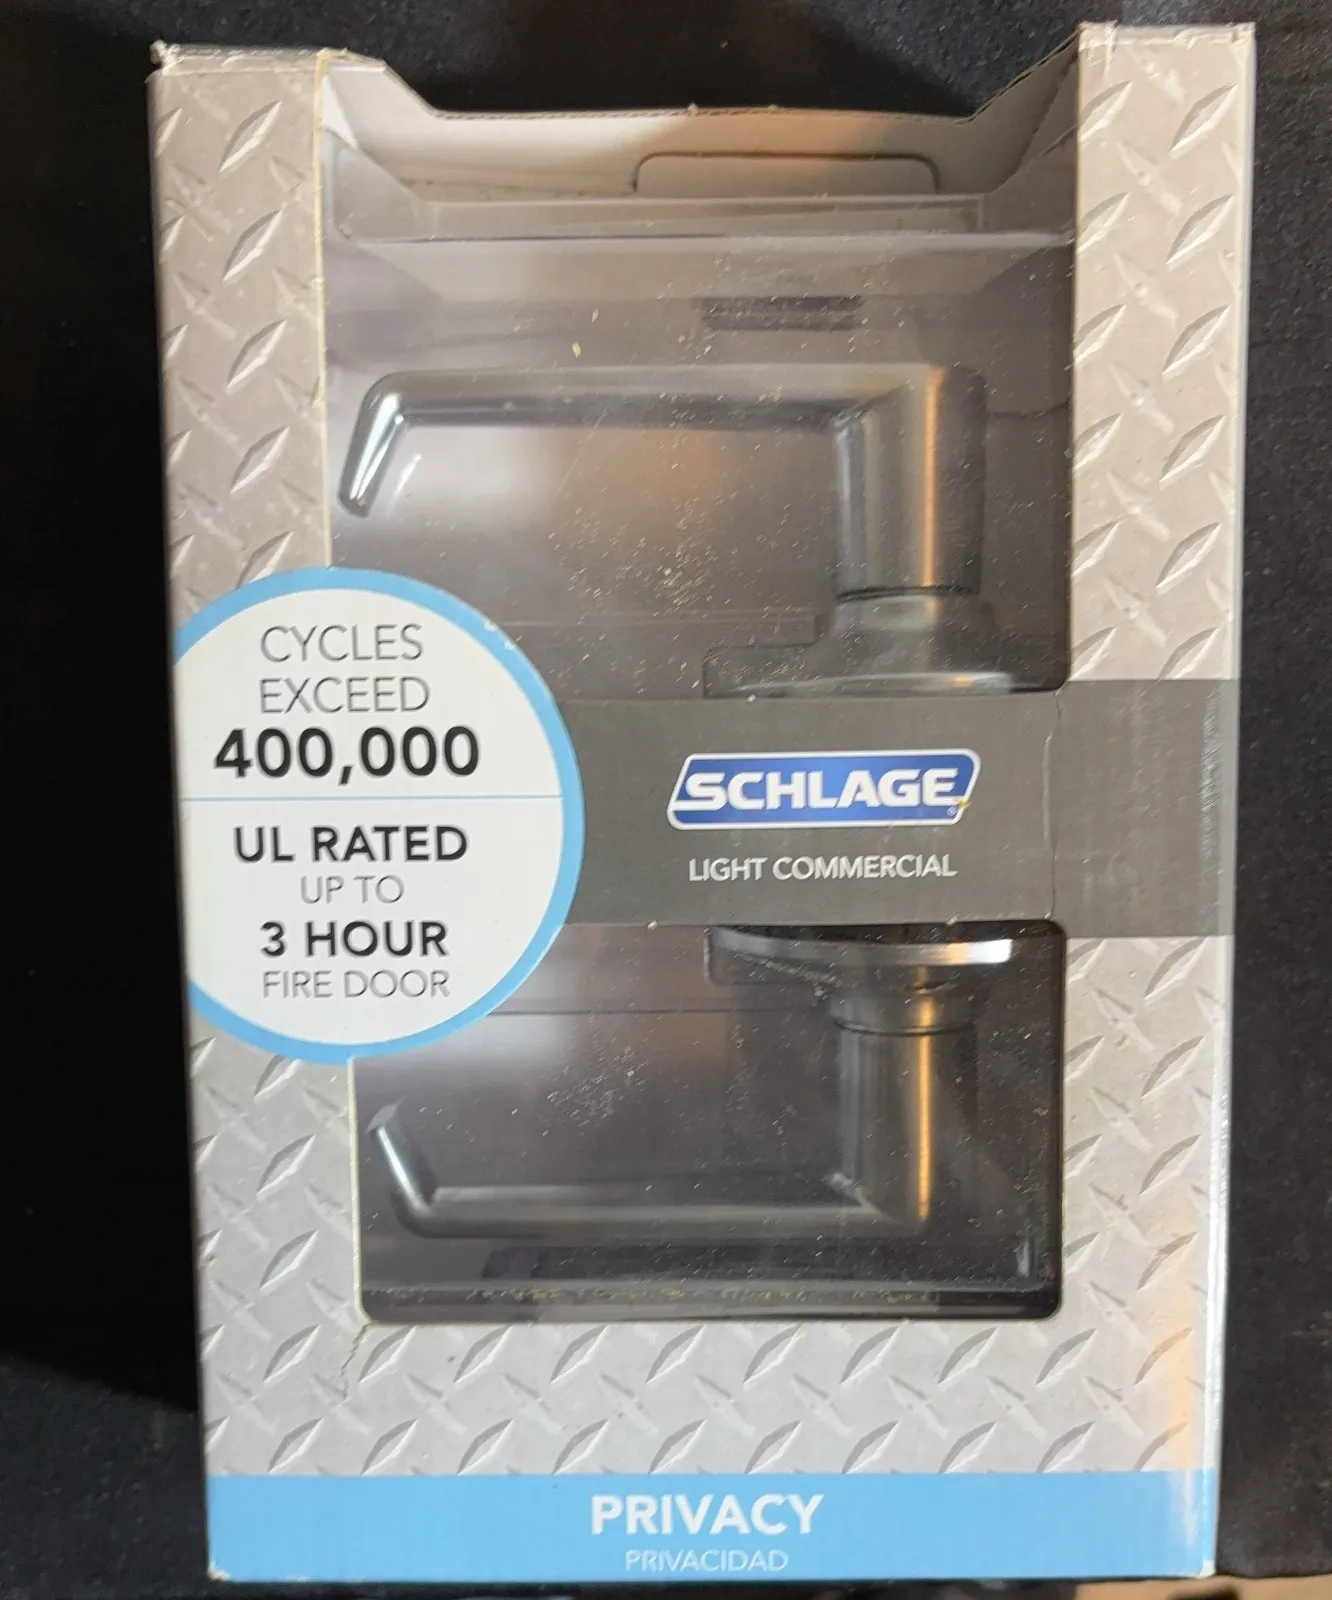 CYCLES
EXCEED
400,000
UL RATED
UP TO
3 HOUR
FIRE DOOR
SCHLAGE
LIGHT COMMERCIAL
PRIVACY
PRIVACIDAD